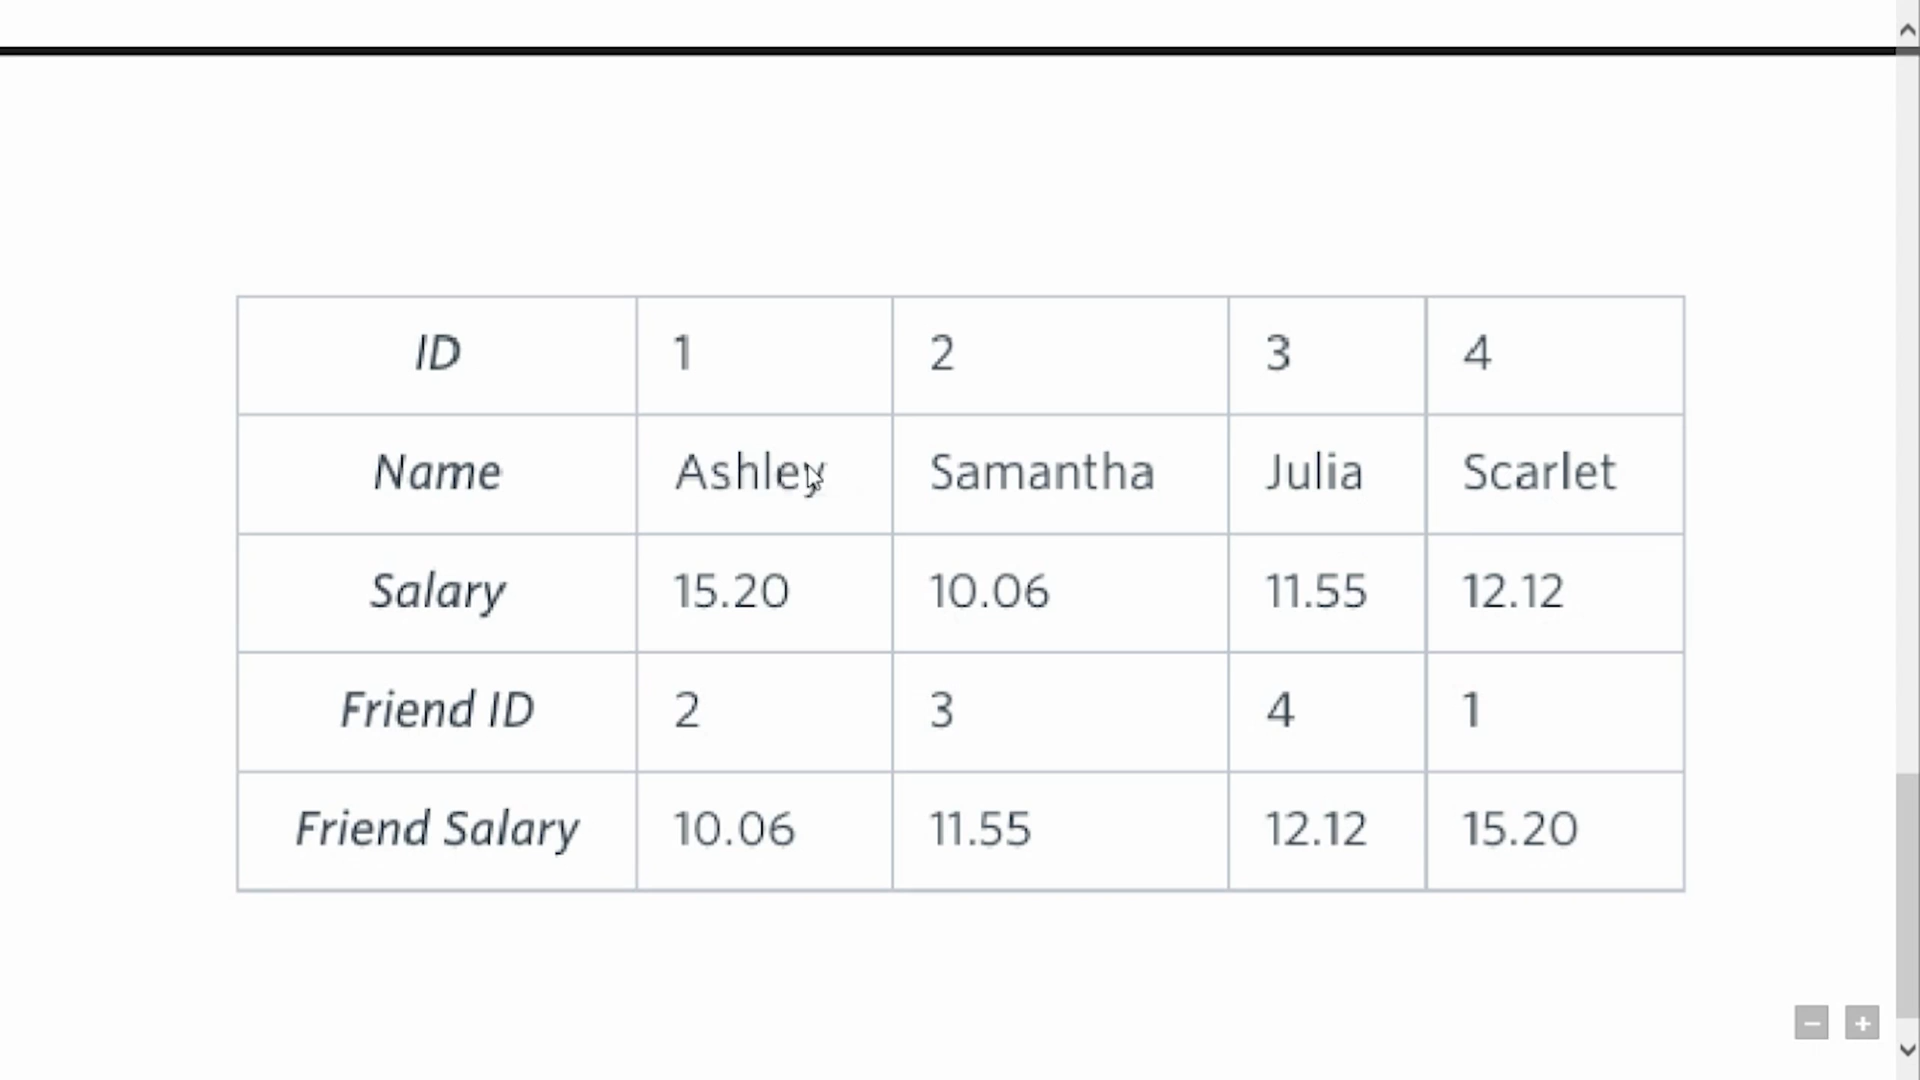 ID 1 2 3 4
Name Ashley Samantha Julia Scarlet
Salary 15.20 10.06 11.55 12.12
Friend ID 2 3 4 1
Friend Salary 10.06 11.55 12.12 15.20